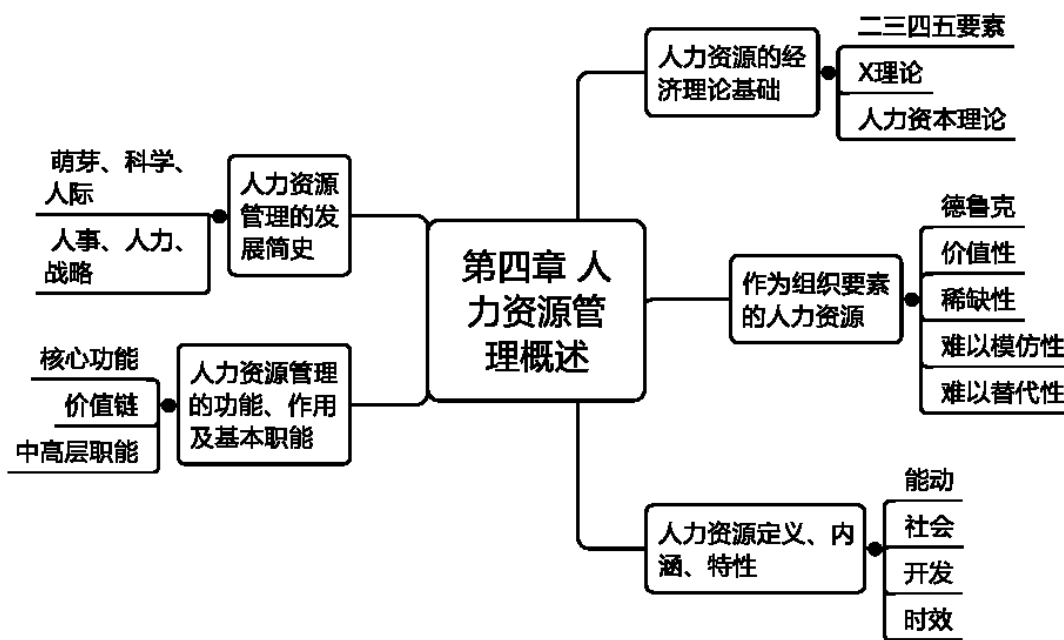 第四章 人
力资源管
理概述
人力资源的经
济理论基础
二三四五要素
X理论
人力资本理论
作为组织要素
的人力资源
德鲁克
价值性
稀缺性
难以模仿性
难以替代性
人力资源定义、内
涵、特性
能动
社会
开发
时效
人力资源
管理的发
展简史
萌芽、科学、
人际
人事、人力、
战略
人力资源管理
的功能、作用
及基本职能
核心功能
价值链
中高层职能